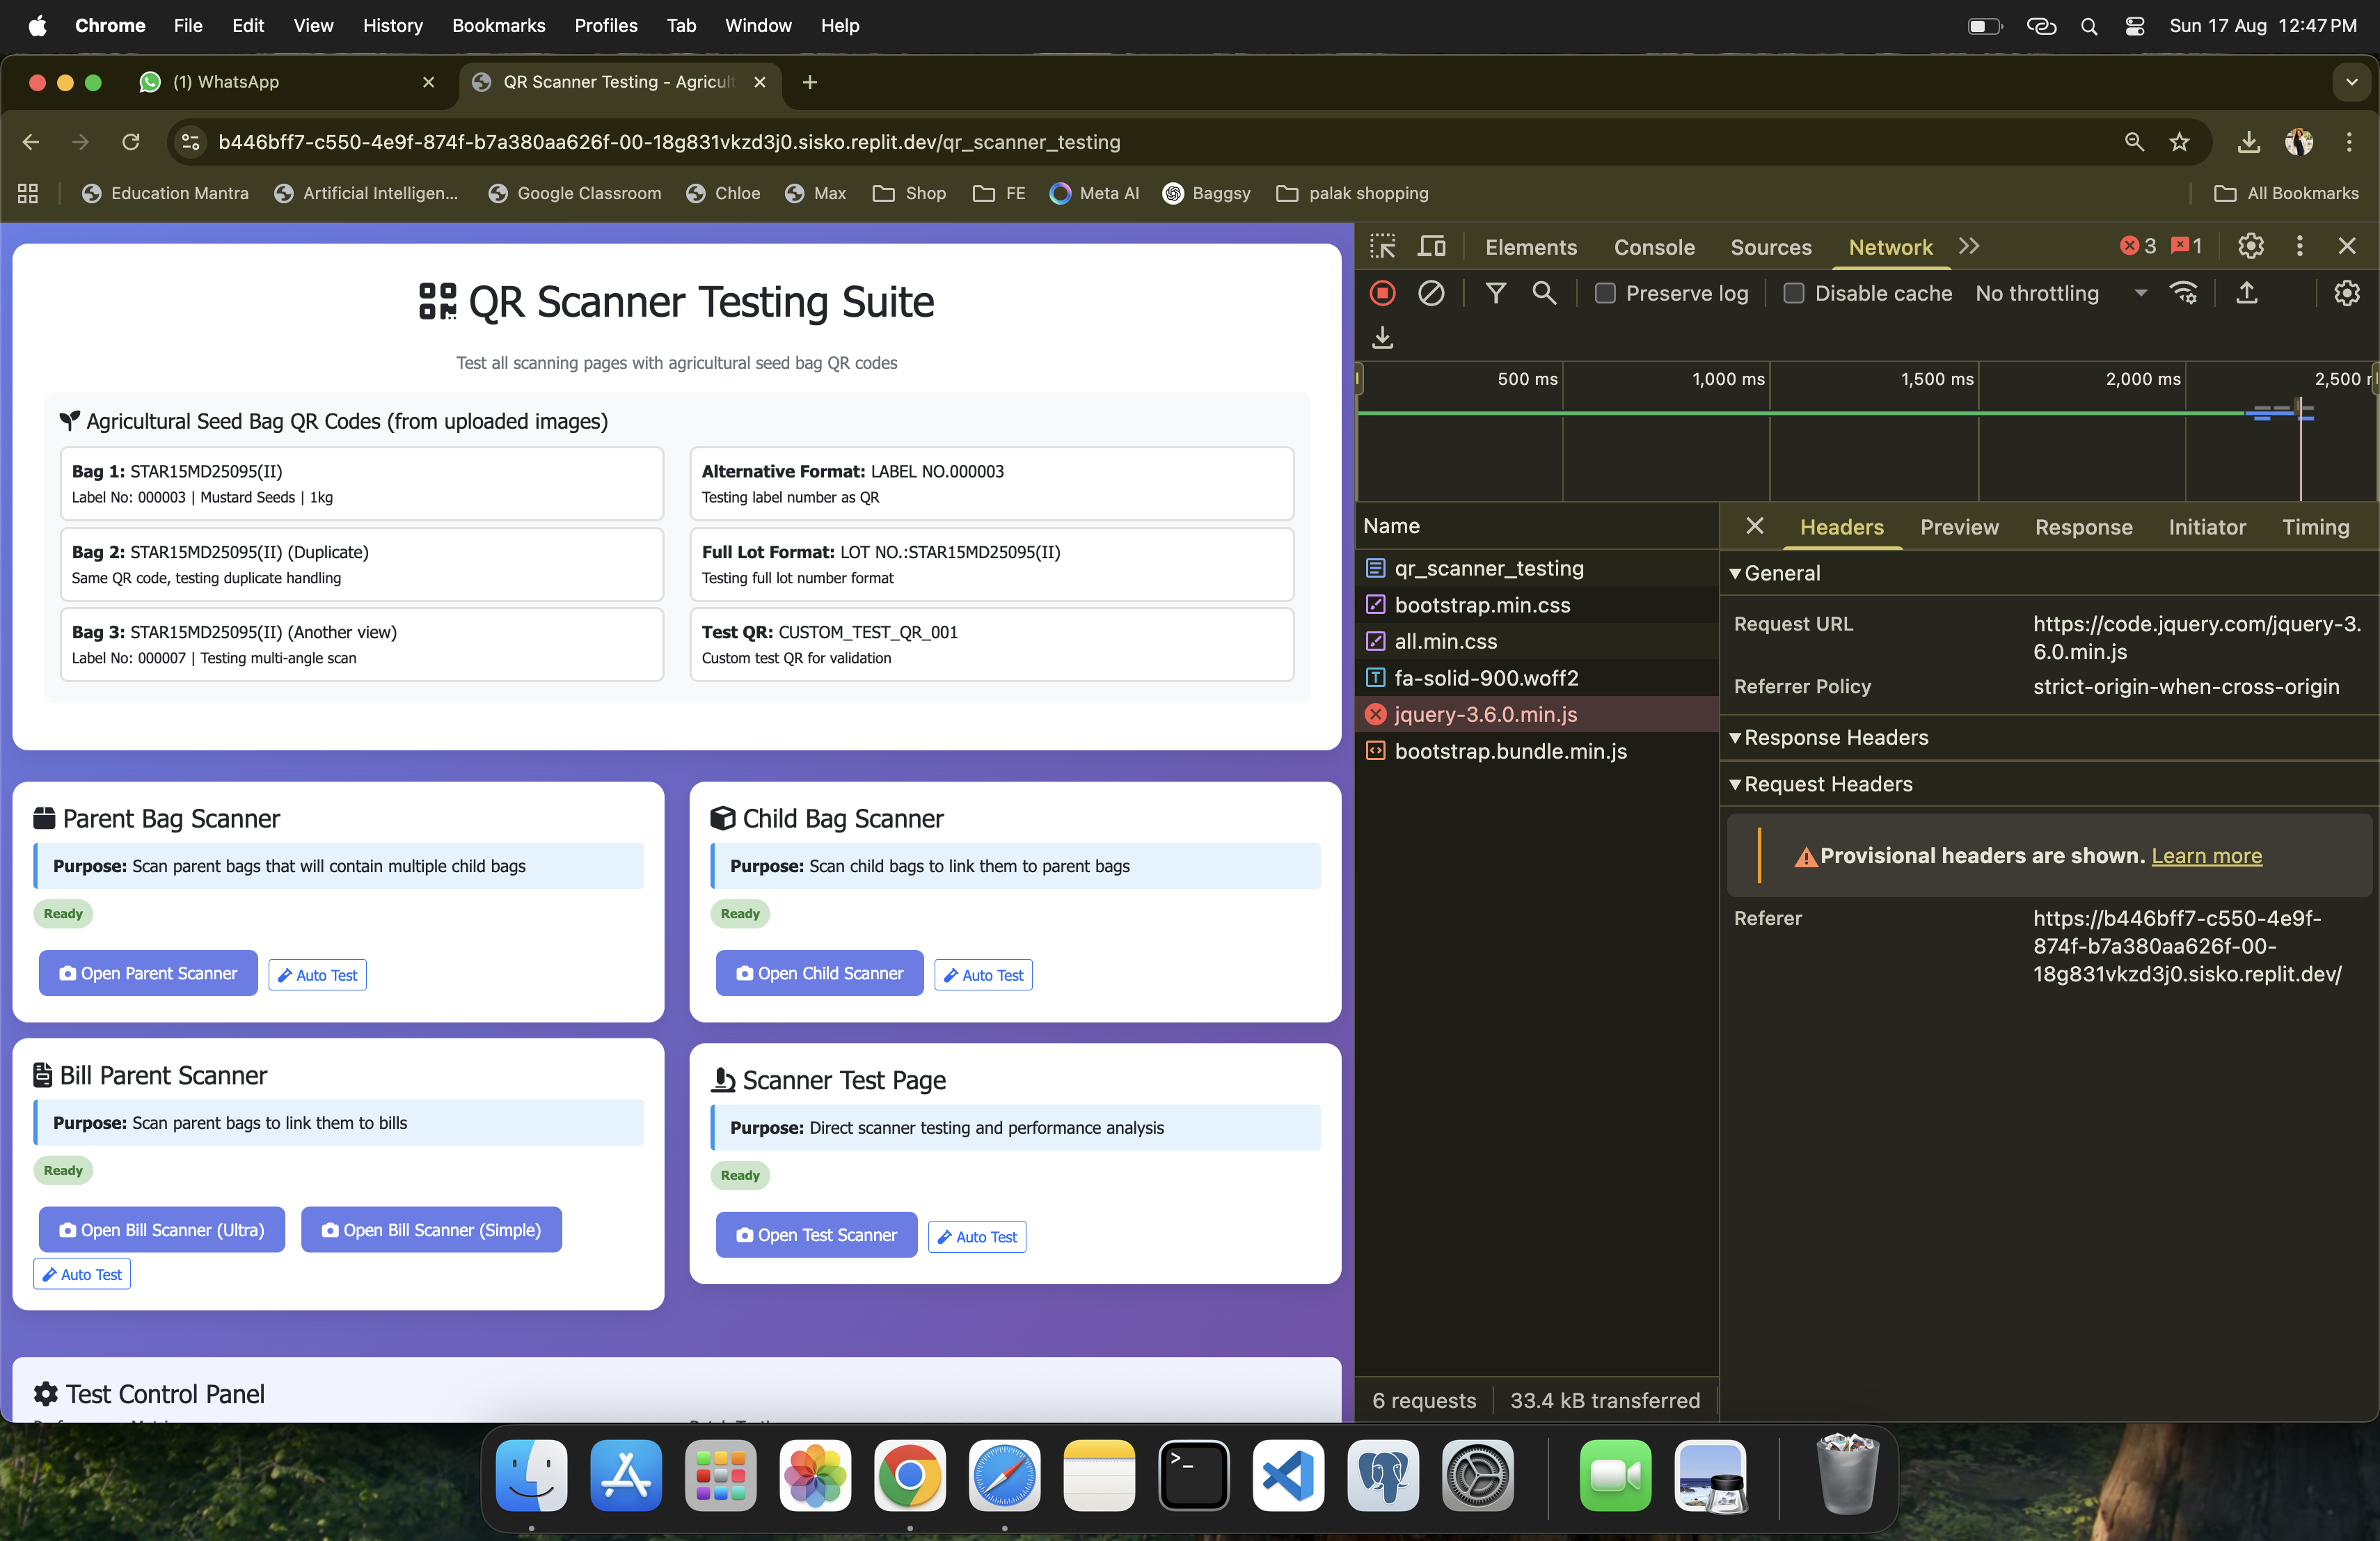 Chrome File Edit View History Bookmarks Profiles Tab Window Help
Sun 17 Aug 12:47 PM
(1) WhatsApp
QR Scanner Testing - Agricult
b446bff7-c550-4e9f-874f-b7a380aa626f-00-18g831vkzd3j0.sisko.replit.dev/qr_scanner_testing
Education Mantra
Artificial Intelligen...
Google Classroom
Chloe
Max
Shop
FE
Meta AI
Baggsy
palak shopping
All Bookmarks
QR Scanner Testing Suite
Test all scanning pages with agricultural seed bag QR codes
Agricultural Seed Bag QR Codes (from uploaded images)
Bag 1: STAR15MD25095(II)
Label No: 000003 | Mustard Seeds | 1kg
Alternative Format: LABEL NO.000003
Testing label number as QR
Bag 2: STAR15MD25095(II) (Duplicate)
Same QR code, testing duplicate handling
Full Lot Format: LOT NO.:STAR15MD25095(II)
Testing full lot number format
Bag 3: STAR15MD25095(II) (Another view)
Label No: 000007 | Testing multi-angle scan
Test QR: CUSTOM_TEST_QR_001
Custom test QR for validation
Parent Bag Scanner
Purpose: Scan parent bags that will contain multiple child bags
Ready
Open Parent Scanner
Auto Test
Child Bag Scanner
Purpose: Scan child bags to link them to parent bags
Ready
Open Child Scanner
Auto Test
Bill Parent Scanner
Purpose: Scan parent bags to link them to bills
Ready
Open Bill Scanner (Ultra)
Open Bill Scanner (Simple)
Auto Test
Scanner Test Page
Purpose: Direct scanner testing and performance analysis
Ready
Open Test Scanner
Auto Test
Test Control Panel
Elements Console Sources Network
3
1
Preserve log
Disable cache
No throttling
500 ms
1,000 ms
1,500 ms
2,000 ms
2,500
Name
qr_scanner_testing
bootstrap.min.css
all.min.css
fa-solid-900.woff2
jquery-3.6.0.min.js
bootstrap.bundle.min.js
Headers Preview Response Initiator Timing
General
Request URL
https://code.jquery.com/jquery-3.
6.0.min.js
Referrer Policy
strict-origin-when-cross-origin
Response Headers
Request Headers
Provisional headers are shown. Learn more
Referer
https://b446bff7-c550-4e9f-
874f-b7a380aa626f-00-
18g831vkzd3j0.sisko.replit.dev/
6 requests
33.4 kB transferred